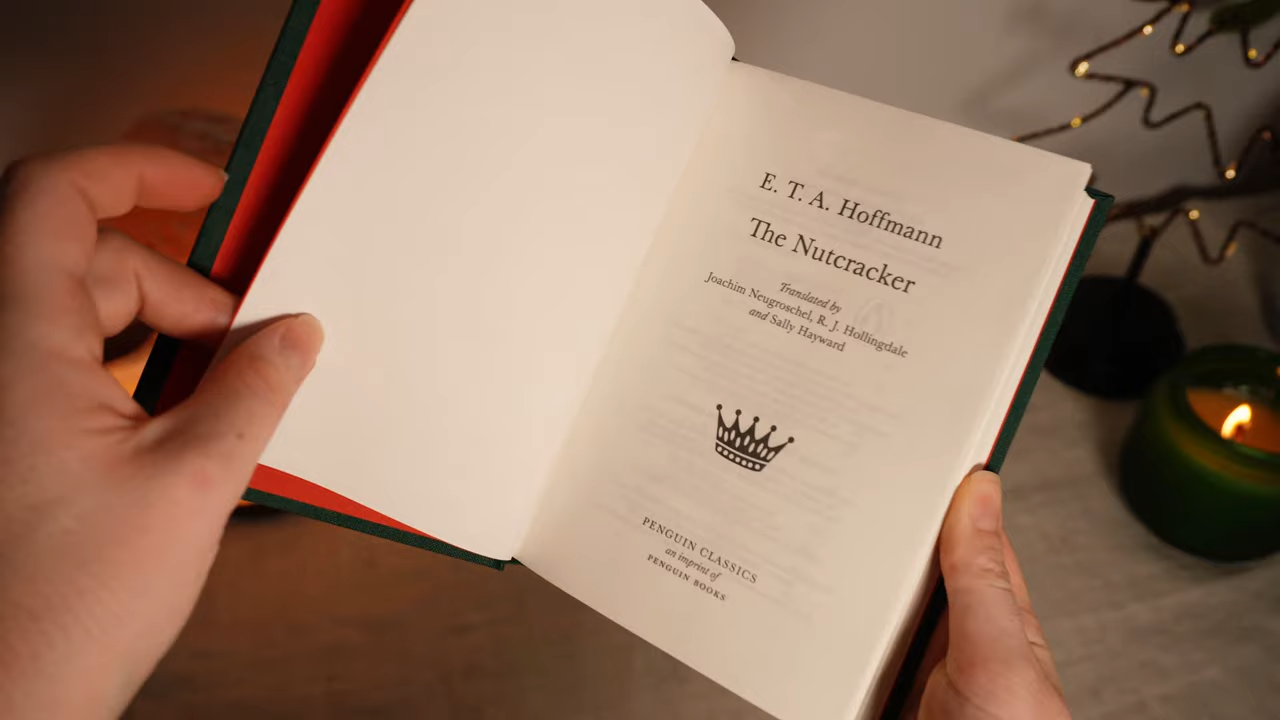 E. T. A. Hoffmann
The Nutcracker
Translated by
Joachim Neugroschel, R. J. Hollingdale
and Sally Hayward
PENGUIN CLASSICS
an imprint of
PENGUIN BOOKS